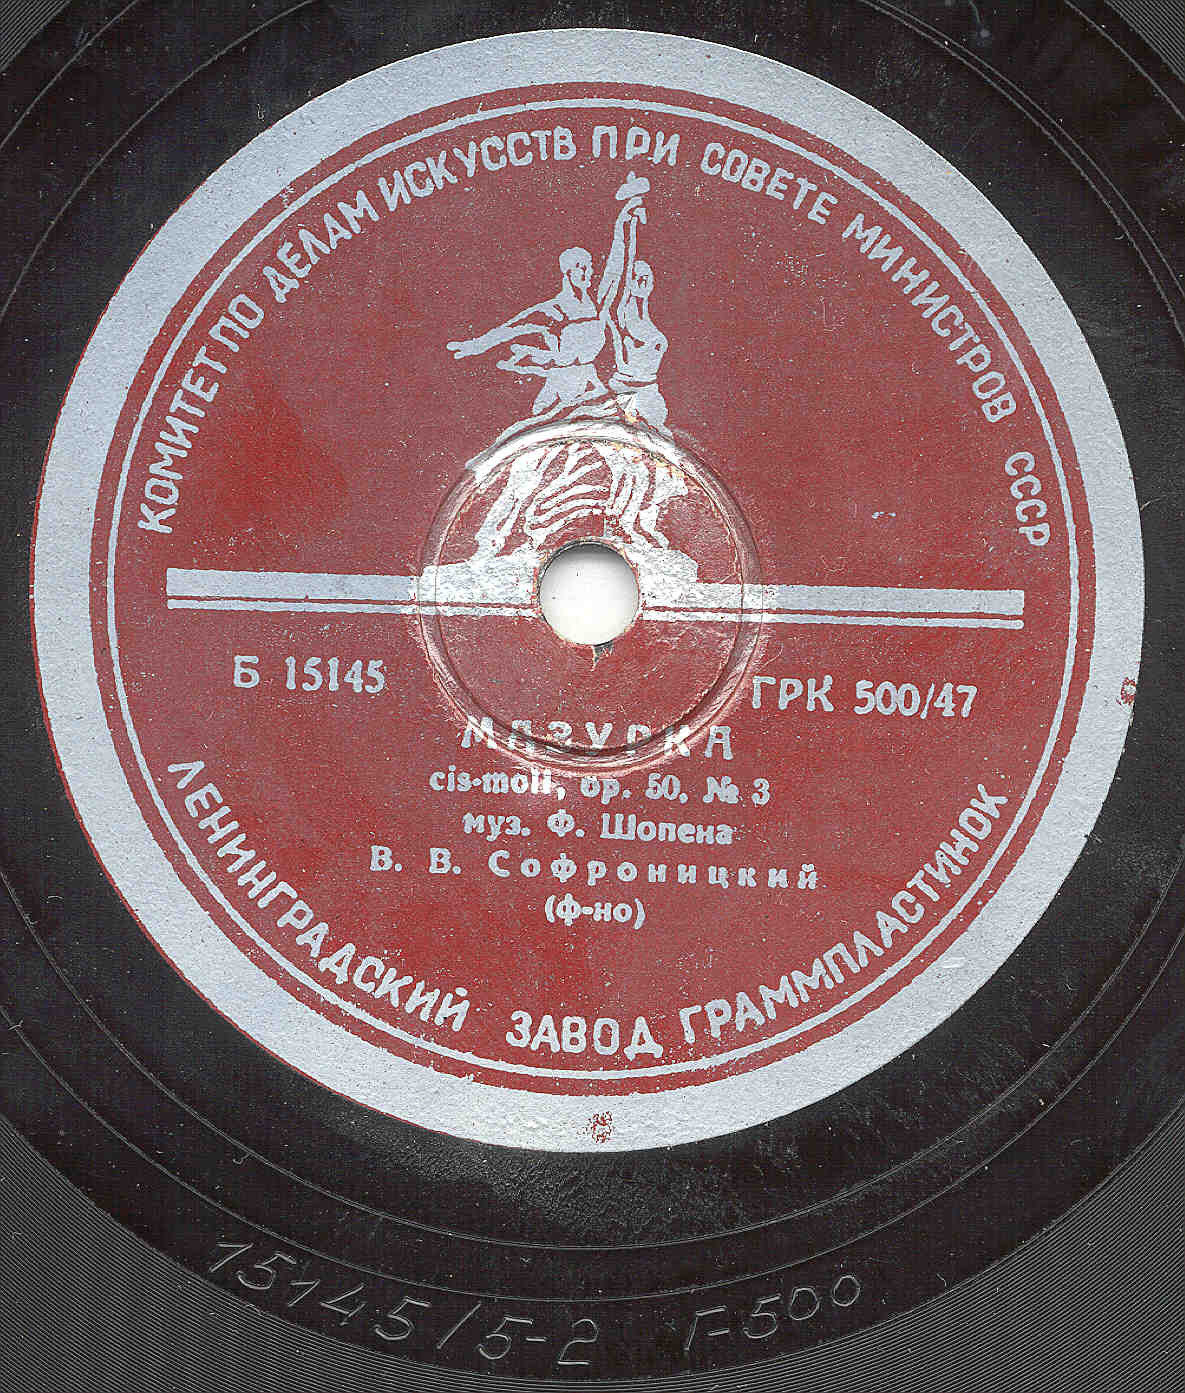 КОМИТЕТ ПО ДЕЛАМ ИСКУССТВ ПРИ СОВЕТЕ МИНИСТРОВ СССР
Б 15145
ГРК 500/47
МАЗУРКА
cis-moll, op. 50, № 3
муз. Ф. Шопена
В. В. Софроницкий
(ф-но)
ЛЕНИНГРАДСКИЙ ЗАВОД ГРАММПЛАСТИНОК
15145/5-2 Г-500